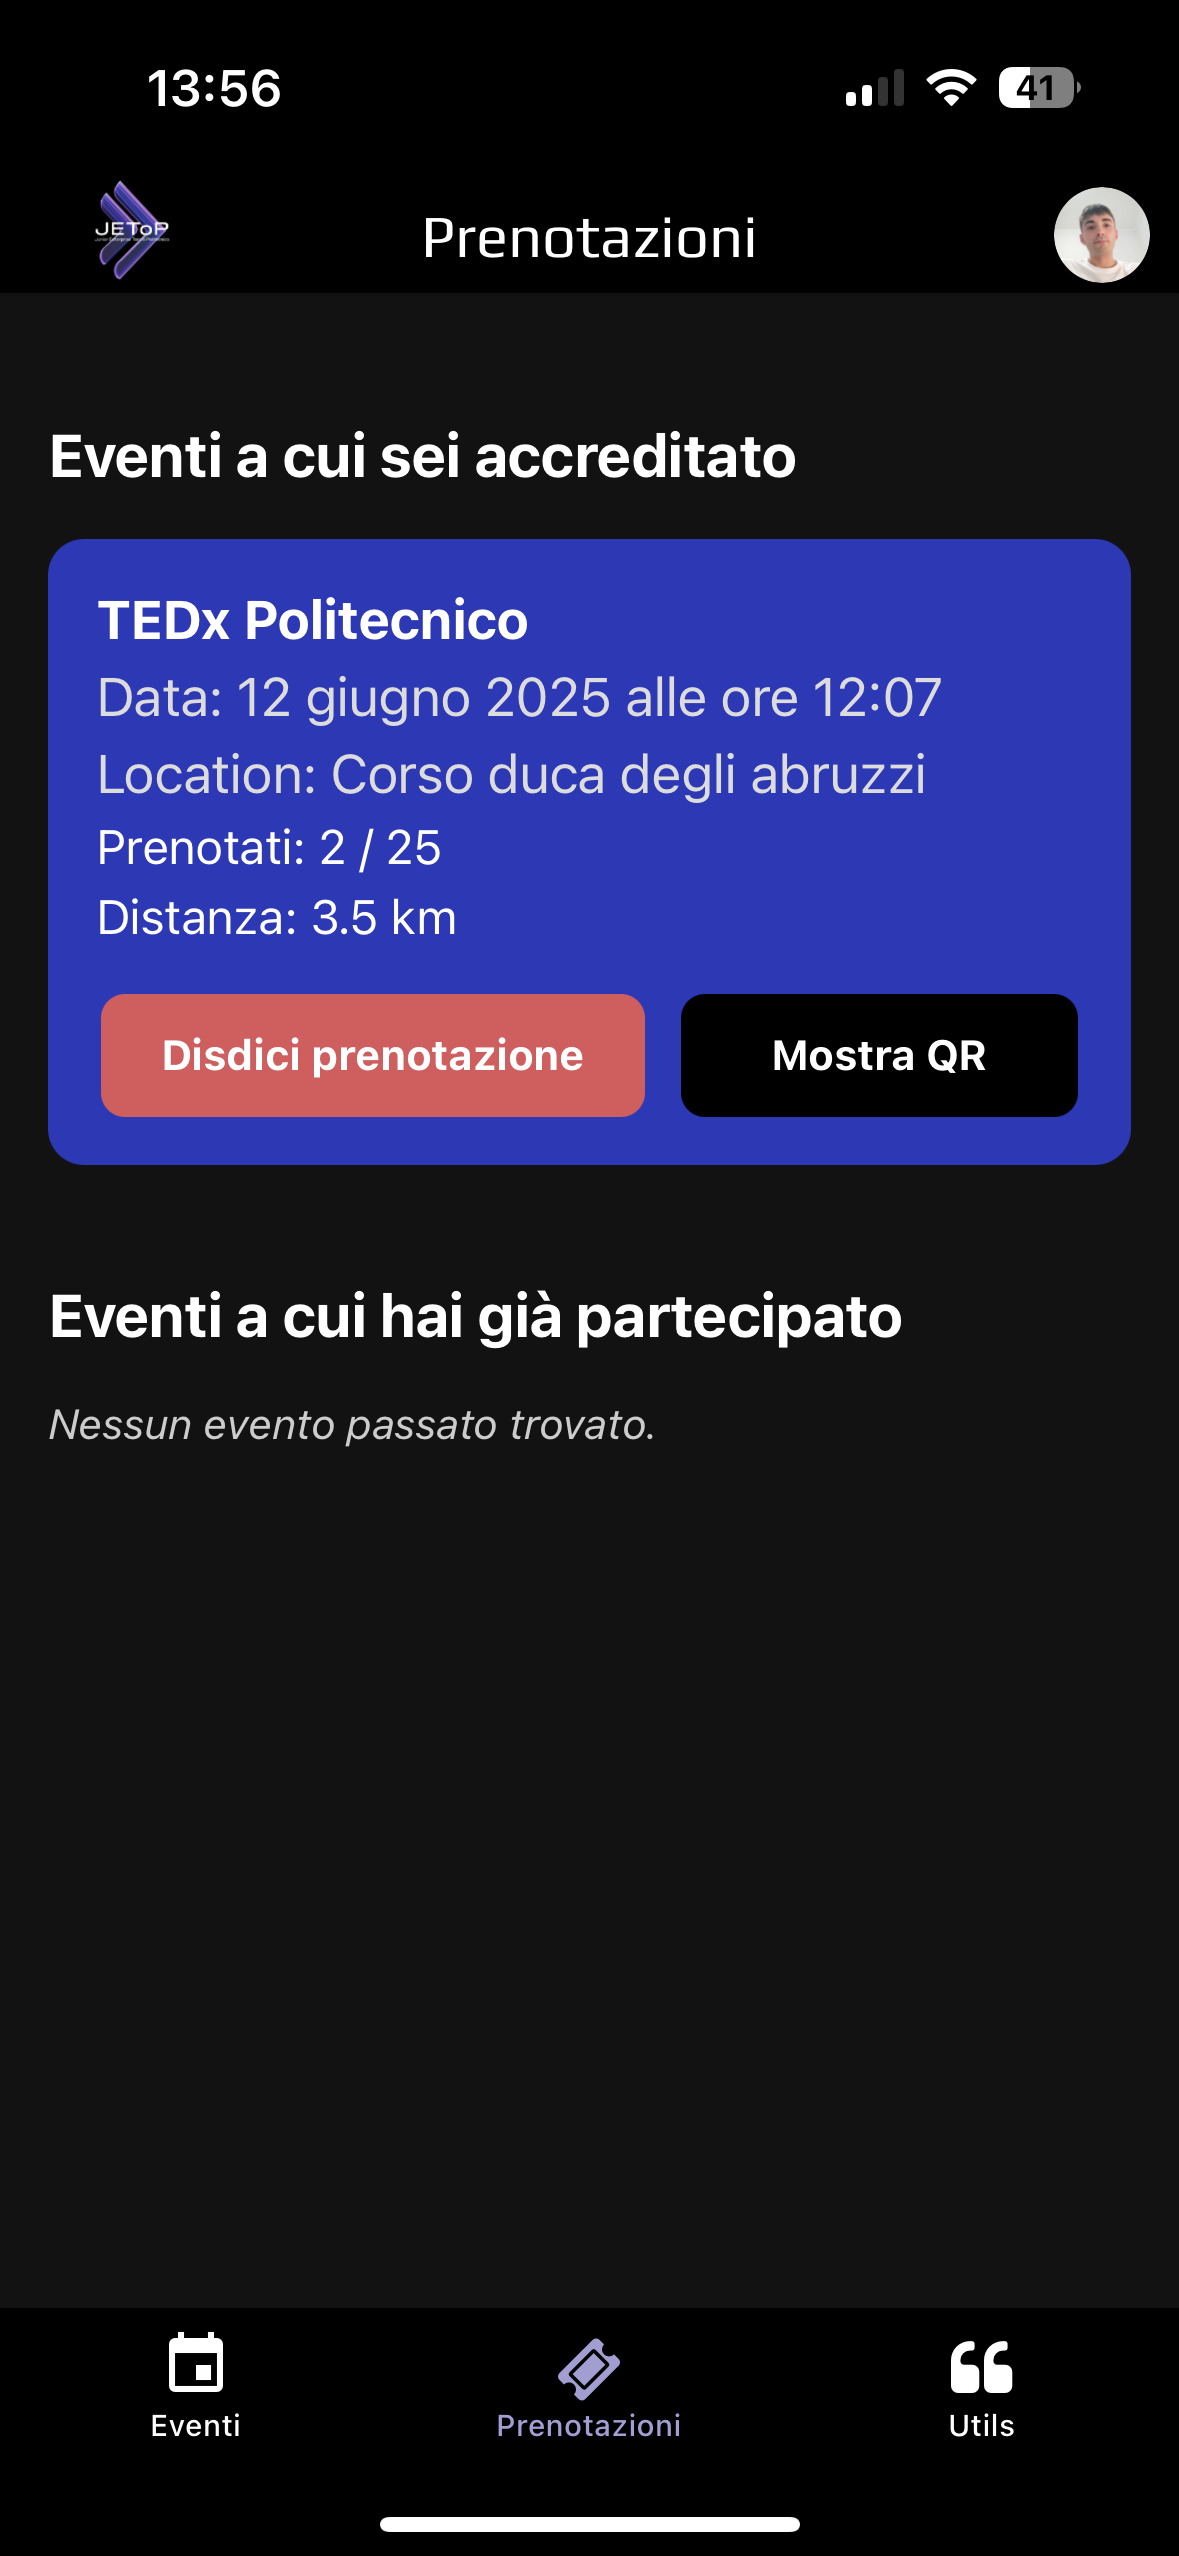 13:56
41
JEToP
Prenotazioni
Eventi a cui sei accreditato
TEDx Politecnico
Data: 12 giugno 2025 alle ore 12:07
Location: Corso duca degli abruzzi
Prenotati: 2 / 25
Distanza: 3.5 km
Disdici prenotazione
Mostra QR
Eventi a cui hai già partecipato
Nessun evento passato trovato.
Eventi
Prenotazioni
Utils